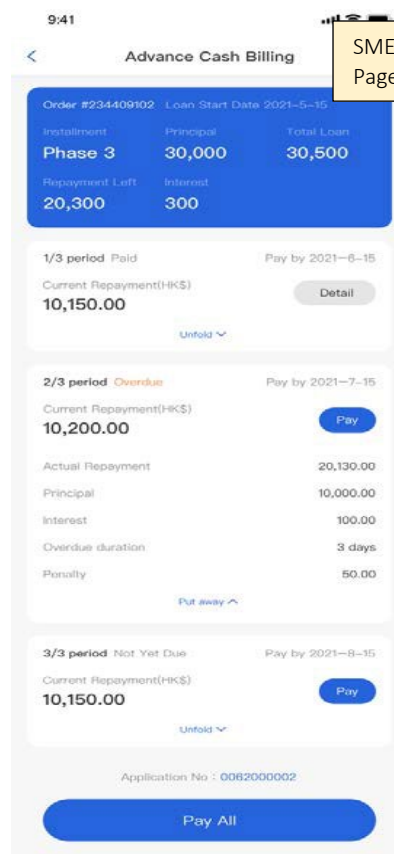 9:41
SME
Page
Advance Cash Billing
Order #234409102 Loan Start Date 2021-5-15
Installment Principal Total Loan
Phase 3 30,000 30,500
Repayment Left Interest
20,300 300
1/3 period Paid Pay by 2021-6-15
Current Repayment(HK$)
10,150.00
Detail
Unfold
2/3 period Overdue Pay by 2021-7-15
Current Repayment(HK$)
10,200.00
Pay
Actual Repayment 20,130.00
Principal 10,000.00
Interest 100.00
Overdue duration 3 days
Penalty 50.00
Put away
3/3 period Not Yet Due Pay by 2021-8-15
Current Repayment(HK$)
10,150.00
Pay
Unfold
Application No : 0062000002
Pay All